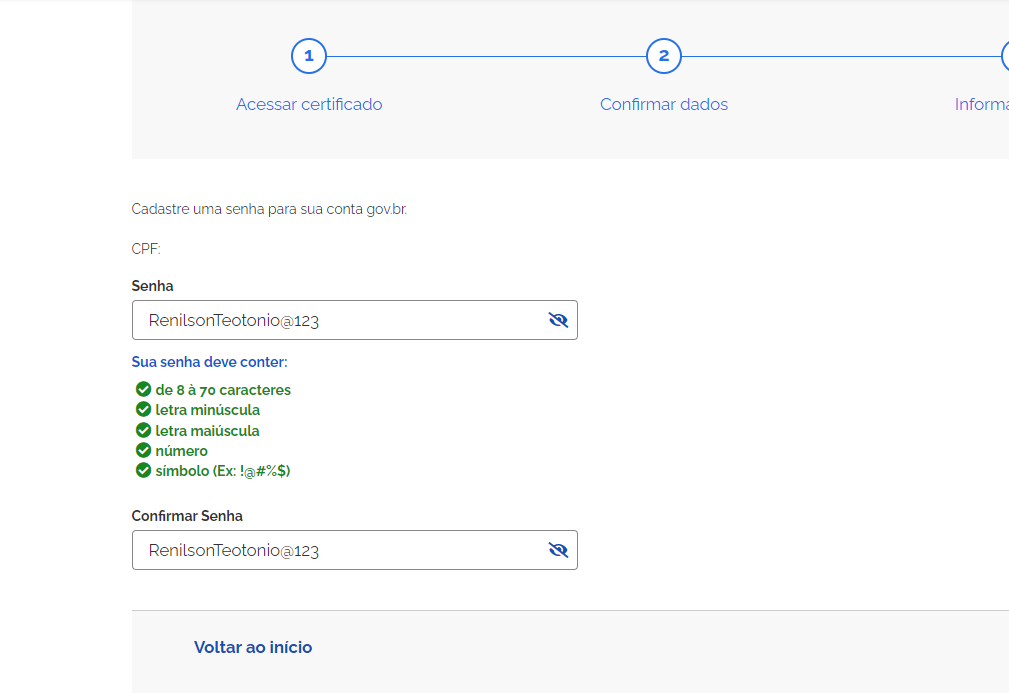 1
2
Acessar certificado
Confirmar dados
Informa
Cadastre uma senha para sua conta gov.br.
CPF:
Senha
RenilsonTeotonio@123
Sua senha deve conter:
de 8 à 70 caracteres
letra minúscula
letra maiúscula
número
símbolo (Ex: !@#%$)
Confirmar Senha
RenilsonTeotonio@123
Voltar ao início